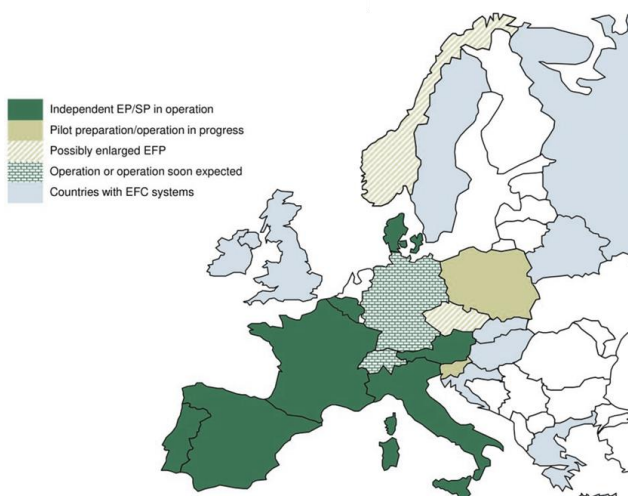 Independent EP/SP in operation
Pilot preparation/operation in progress
Possibly enlarged EFP
Operation or operation soon expected
Countries with EFC systems